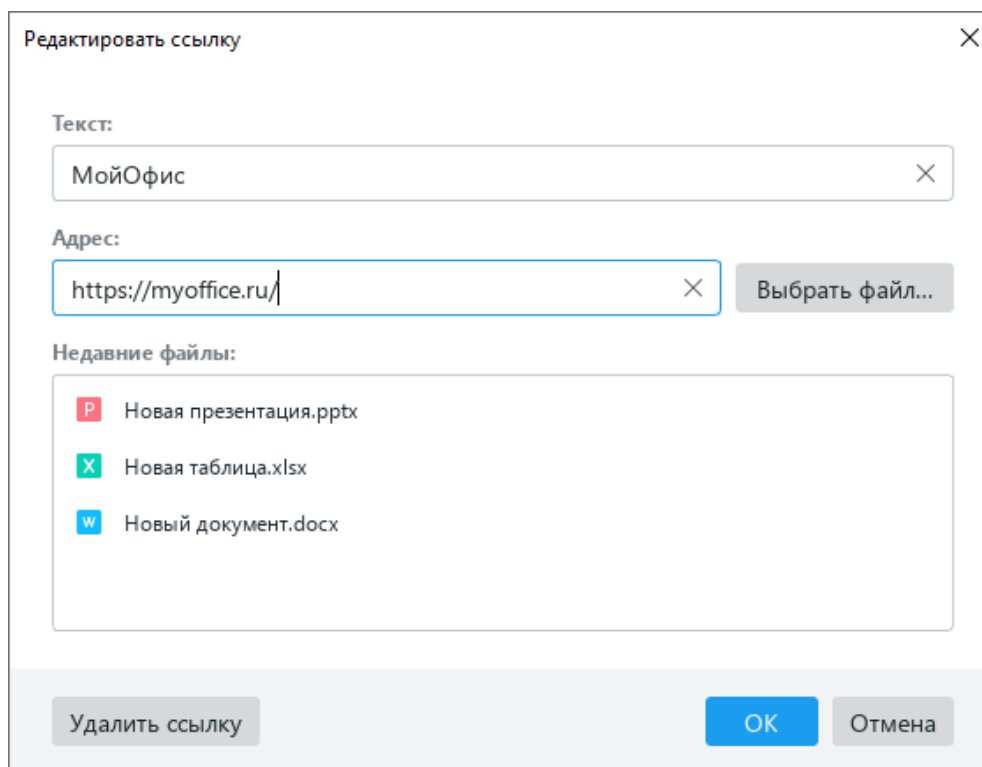 Редактировать ссылку
Текст:
МойОфис
Адрес:
https://myoffice.ru/
Выбрать файл...
Недавние файлы:
P Новая презентация.pptx
X Новая таблица.xlsx
W Новый документ.docx
Удалить ссылку
ОК
Отмена